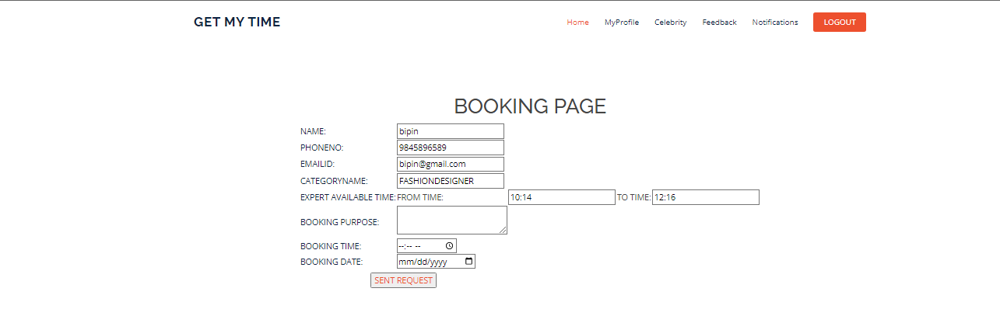 GET MY TIME Home MyProfile Celebrity Feedback Notifications LOGOUT
BOOKING PAGE
NAME: bipin
PHONENO: 9845896589
EMAILID: bipin@gmail.com
CATEGORYNAME: FASHIONDESIGNER
EXPERT AVAILABLE TIME: FROM TIME: 10:14 TO TIME: 12:16
BOOKING PURPOSE:
BOOKING TIME: --:-- --
BOOKING DATE: mm/dd/yyyy
SENT REQUEST